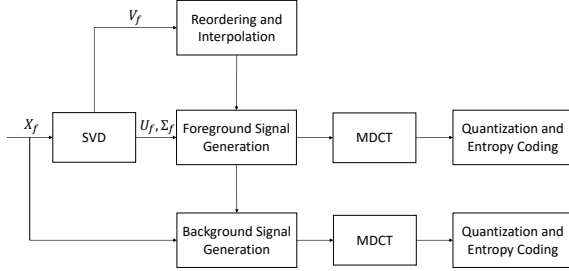 V_f
Reordering and
Interpolation
X_f
SVD
U_f, Σ_f
Foreground Signal
Generation
MDCT
Quantization and
Entropy Coding
Background Signal
Generation
MDCT
Quantization and
Entropy Coding